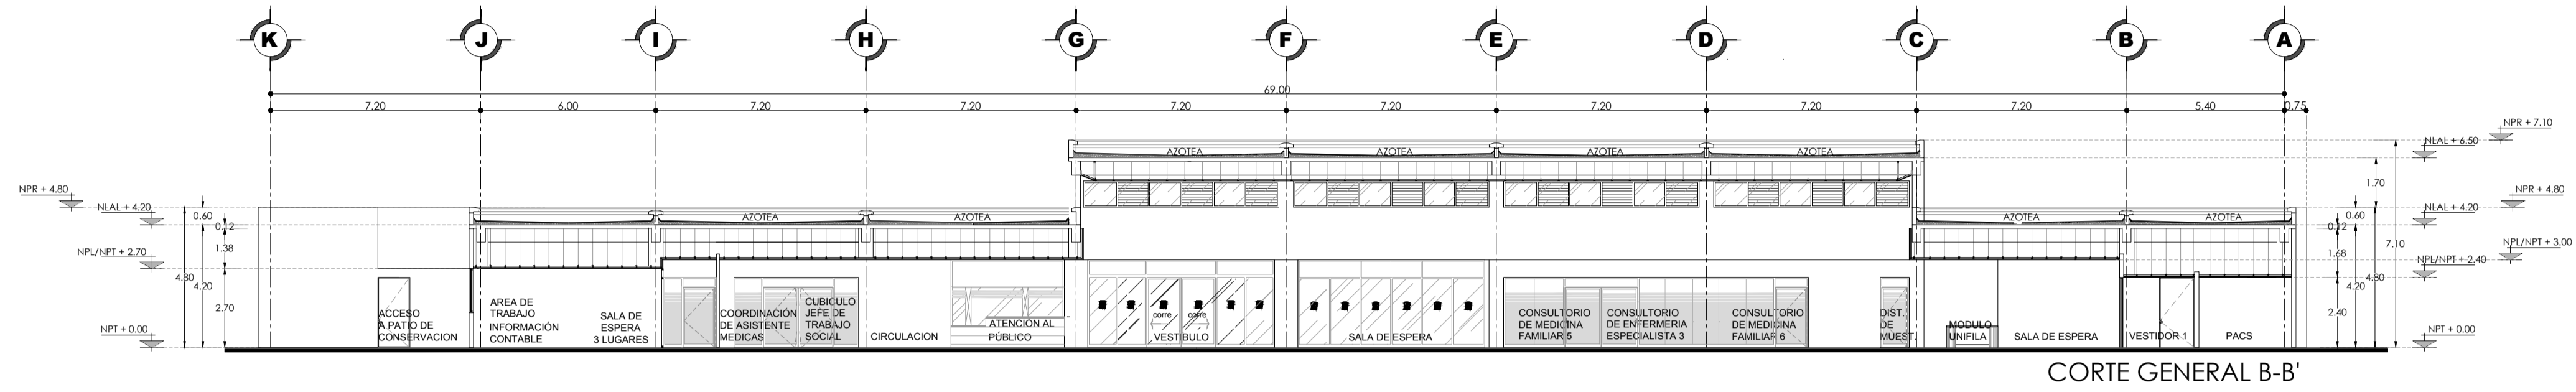 K J I H G F E D C B A
69.00
7.20 6.00 7.20 7.20 7.20 7.20 7.20 7.20 7.20 5.40 0.75
NPR + 7.10
NLAL + 6.50
AZOTEA AZOTEA AZOTEA AZOTEA
1.70
NPR + 4.80
NPR + 4.80
NLAL + 4.20
0.60
AZOTEA AZOTEA
AZOTEA AZOTEA
0.60
NLAL + 4.20
0.12
0.12
7.10
1.38
NPL/NPT + 2.70
1.68
NPL/NPT + 3.00
NPL/NPT + 2.40
4.80
4.20
2.70
4.80
4.20
2.40
ACCESO
A PATIO DE
CONSERVACION
AREA DE
TRABAJO
INFORMACIÓN
CONTABLE
SALA DE
ESPERA
3 LUGARES
COORDINACIÓN
DE ASISTENTE
MEDICAS
CUBICULO
JEFE DE
TRABAJO
SOCIAL
CIRCULACION
ATENCION AL
PÚBLICO
corre corre
VESTIBULO
SALA DE ESPERA
CONSULTORIO
DE MEDICINA
FAMILIAR 5
CONSULTORIO
DE ENFERMERIA
ESPECIALISTA 3
CONSULTORIO
DE MEDICINA
FAMILIAR 6
DIST.
DE
MUEST.
MODULO
UNIFILA
SALA DE ESPERA
VESTIDOR 1
PACS
NPT + 0.00
NPT + 0.00
CORTE GENERAL B-B'